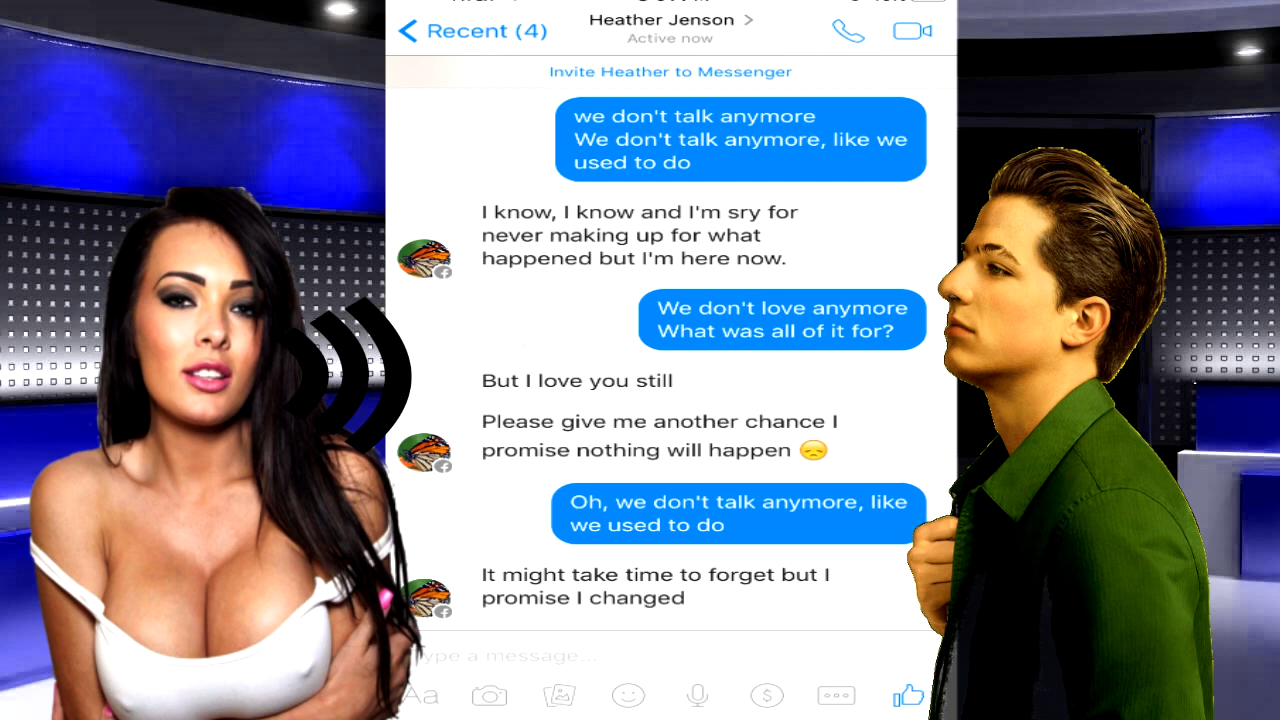 Recent (4)
Heather Jenson >
Active now
Invite Heather to Messenger
we don't talk anymore
We don't talk anymore, like we
used to do
I know, I know and I'm sry for
never making up for what
happened but I'm here now.
We don't love anymore
What was all of it for?
But I love you still
Please give me another chance I
promise nothing will happen 😞
Oh, we don't talk anymore, like
we used to do
It might take time to forget but I
promise I changed
ype a message...
Aa